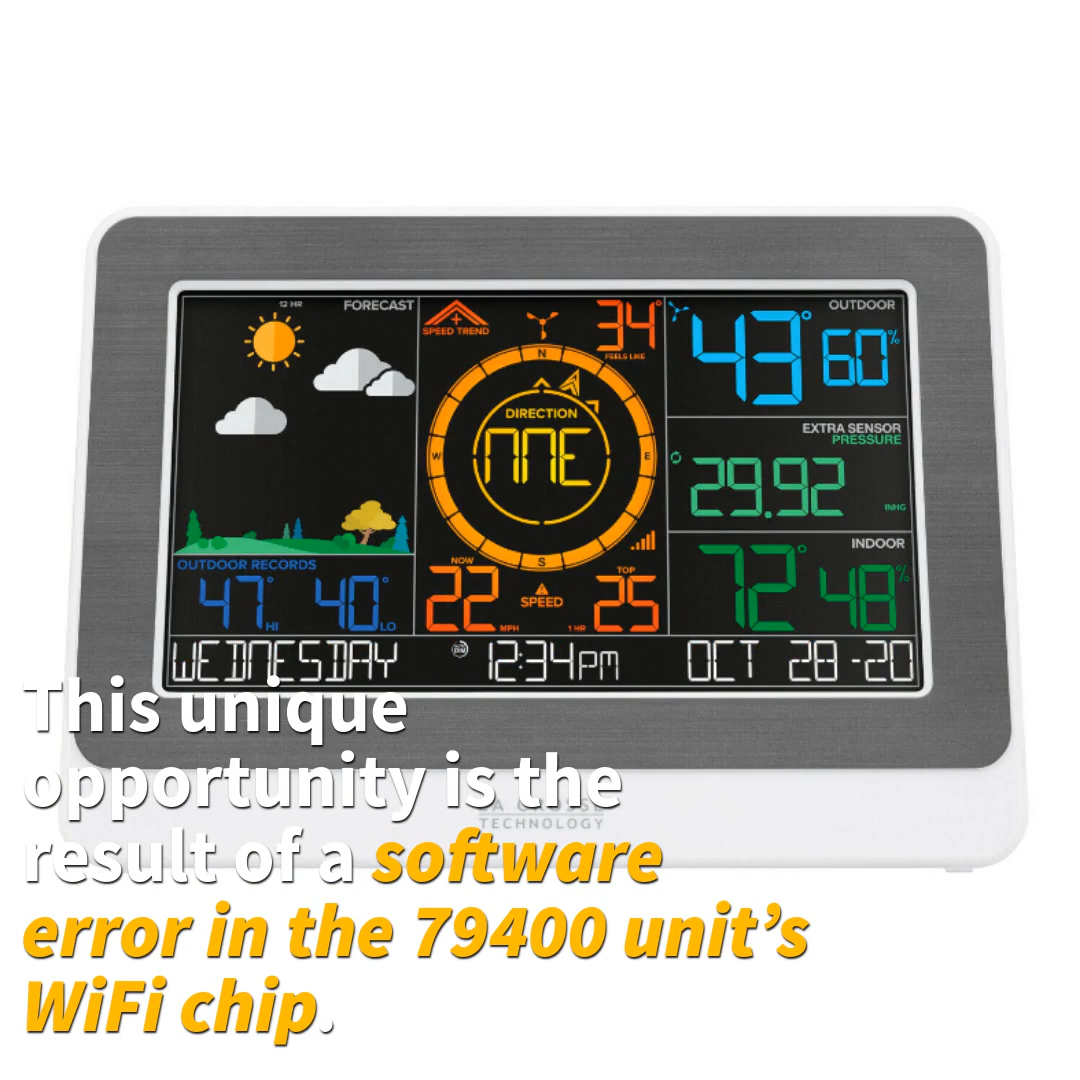 12 HR FORECAST
SPEED TREND
34°
FEELS LIKE
N
W
E
S
DIRECTION
NNE
OUTDOOR
43° 60%
EXTRA SENSOR
PRESSURE
29.92 INHG
INDOOR
72° 48%
OUTDOOR RECORDS
47° HI 40° LO
NOW
22 MPH
SPEED
TOP
1 HR 25
WEDNESDAY 12:34PM OCT 28-20
This unique
opportunity is the
LA CROSSE
TECHNOLOGY
result of a software
error in the 79400 unit’s
WiFi chip.